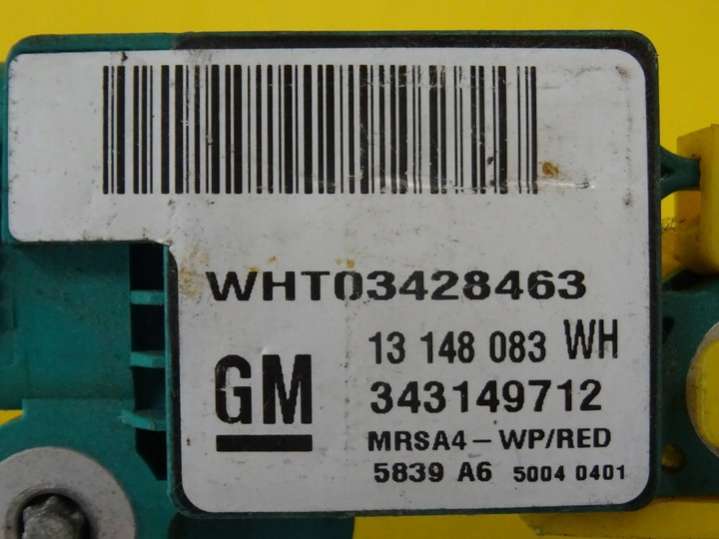 WHT03428463
13 148 083 WH
GM
343149712
MRSA4-WP/RED
5839 A6 5004 0401